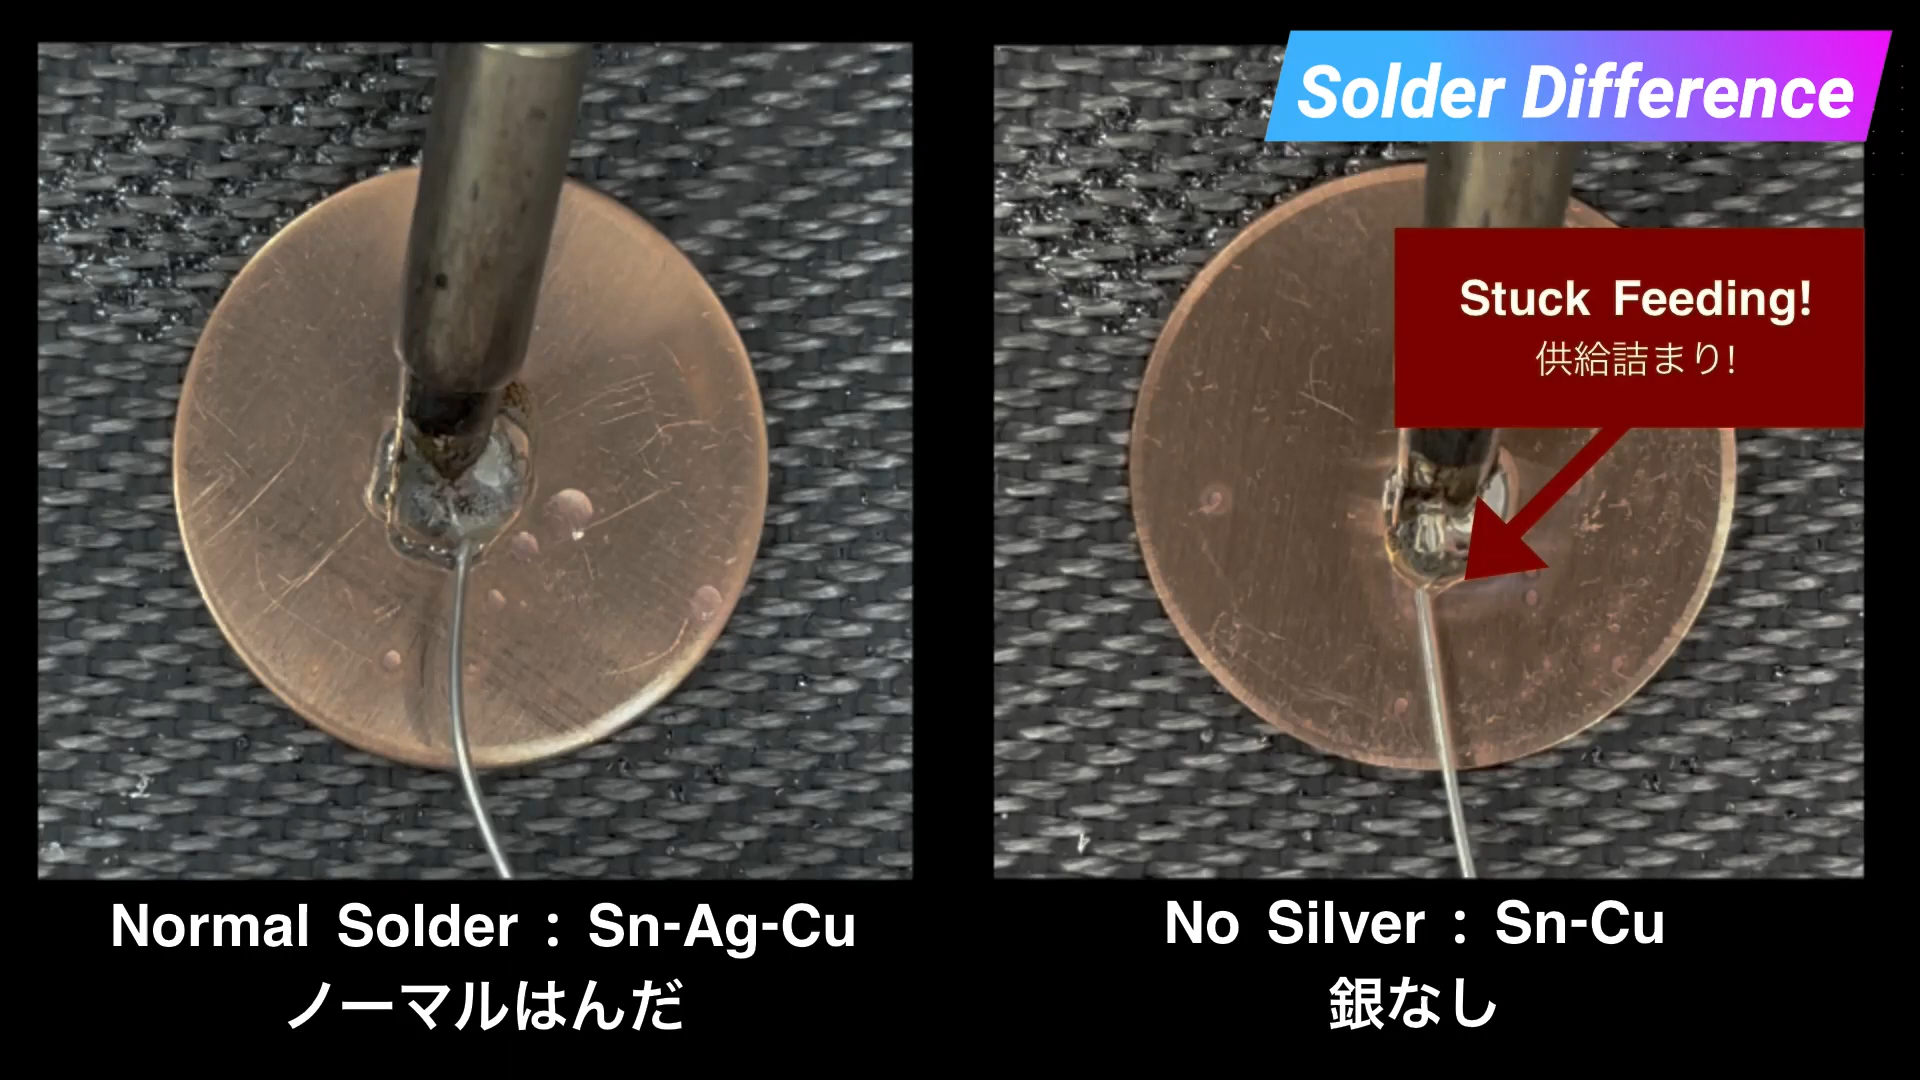 Solder Difference
Stuck Feeding!
供給詰まり!
Normal Solder : Sn-Ag-Cu
ノーマルはんだ
No Silver : Sn-Cu
銀なし